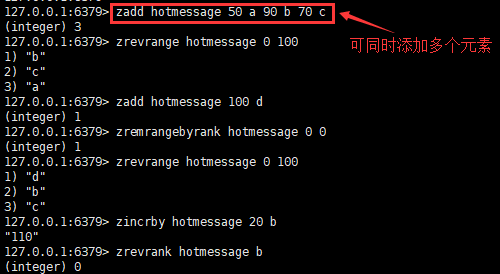 127.0.0.1:6379> zadd hotmessage 50 a 90 b 70 c
(integer) 3
可同时添加多个元素
127.0.0.1:6379> zrevrange hotmessage 0 100
1) "b"
2) "c"
3) "a"
127.0.0.1:6379> zadd hotmessage 100 d
(integer) 1
127.0.0.1:6379> zremrangebyrank hotmessage 0 0
(integer) 1
127.0.0.1:6379> zrevrange hotmessage 0 100
1) "d"
2) "b"
3) "c"
127.0.0.1:6379> zincrby hotmessage 20 b
"110"
127.0.0.1:6379> zrevrank hotmessage b
(integer) 0